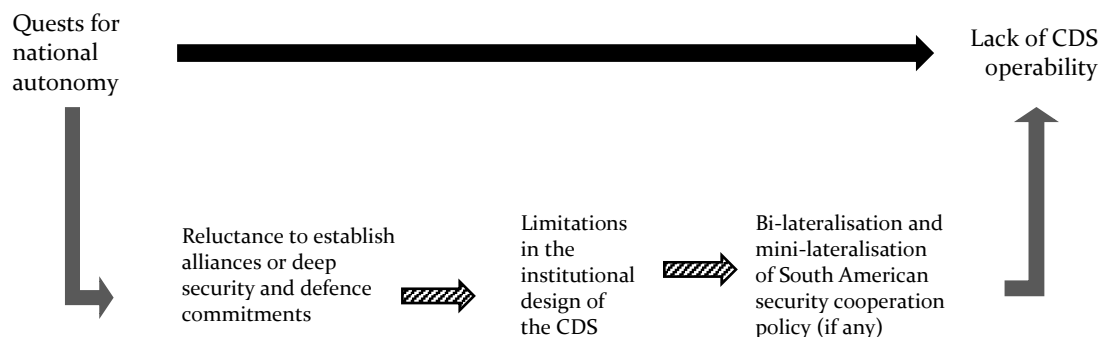 Quests for
national
autonomy
Lack of CDS
operability
Reluctance to establish
alliances or deep
security and defence
commitments
Limitations
in the
institutional
design of
the CDS
Bi-lateralisation and
mini-lateralisation
of South American
security cooperation
policy (if any)